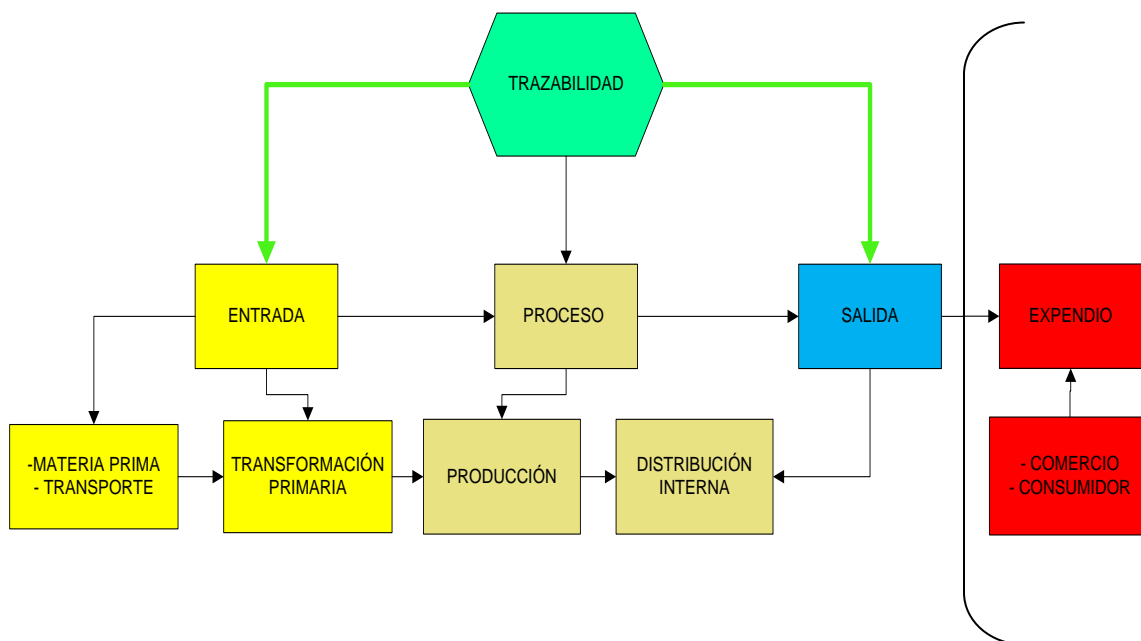 TRAZABILIDAD
ENTRADA
PROCESO
SALIDA
EXPENDIO
-MATERIA PRIMA
- TRANSPORTE
TRANSFORMACIÓN
PRIMARIA
PRODUCCIÓN
DISTRIBUCIÓN
INTERNA
- COMERCIO
- CONSUMIDOR